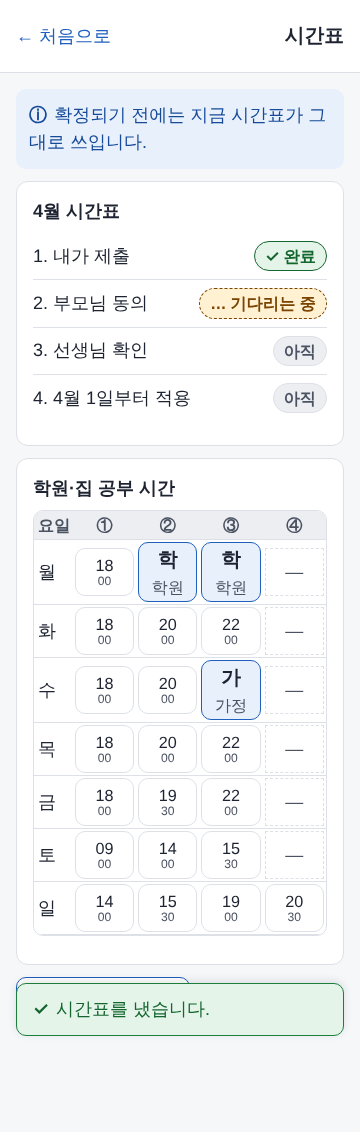 ← 처음으로 시간표
ⓘ 확정되기 전에는 지금 시간표가 그
대로 쓰입니다.
4월 시간표
1. 내가 제출 ✓ 완료
2. 부모님 동의 … 기다리는 중
3. 선생님 확인 아직
4. 4월 1일부터 적용 아직
학원·집 공부 시간
요일 ① ② ③ ④
월 18 00 학 학원 학 학원 —
화 18 00 20 00 22 00 —
수 18 00 20 00 가 가정 —
목 18 00 20 00 22 00 —
금 18 00 19 30 22 00 —
토 09 00 14 00 15 30 —
일 14 00 15 30 19 00 20 30
✓ 시간표를 냈습니다.